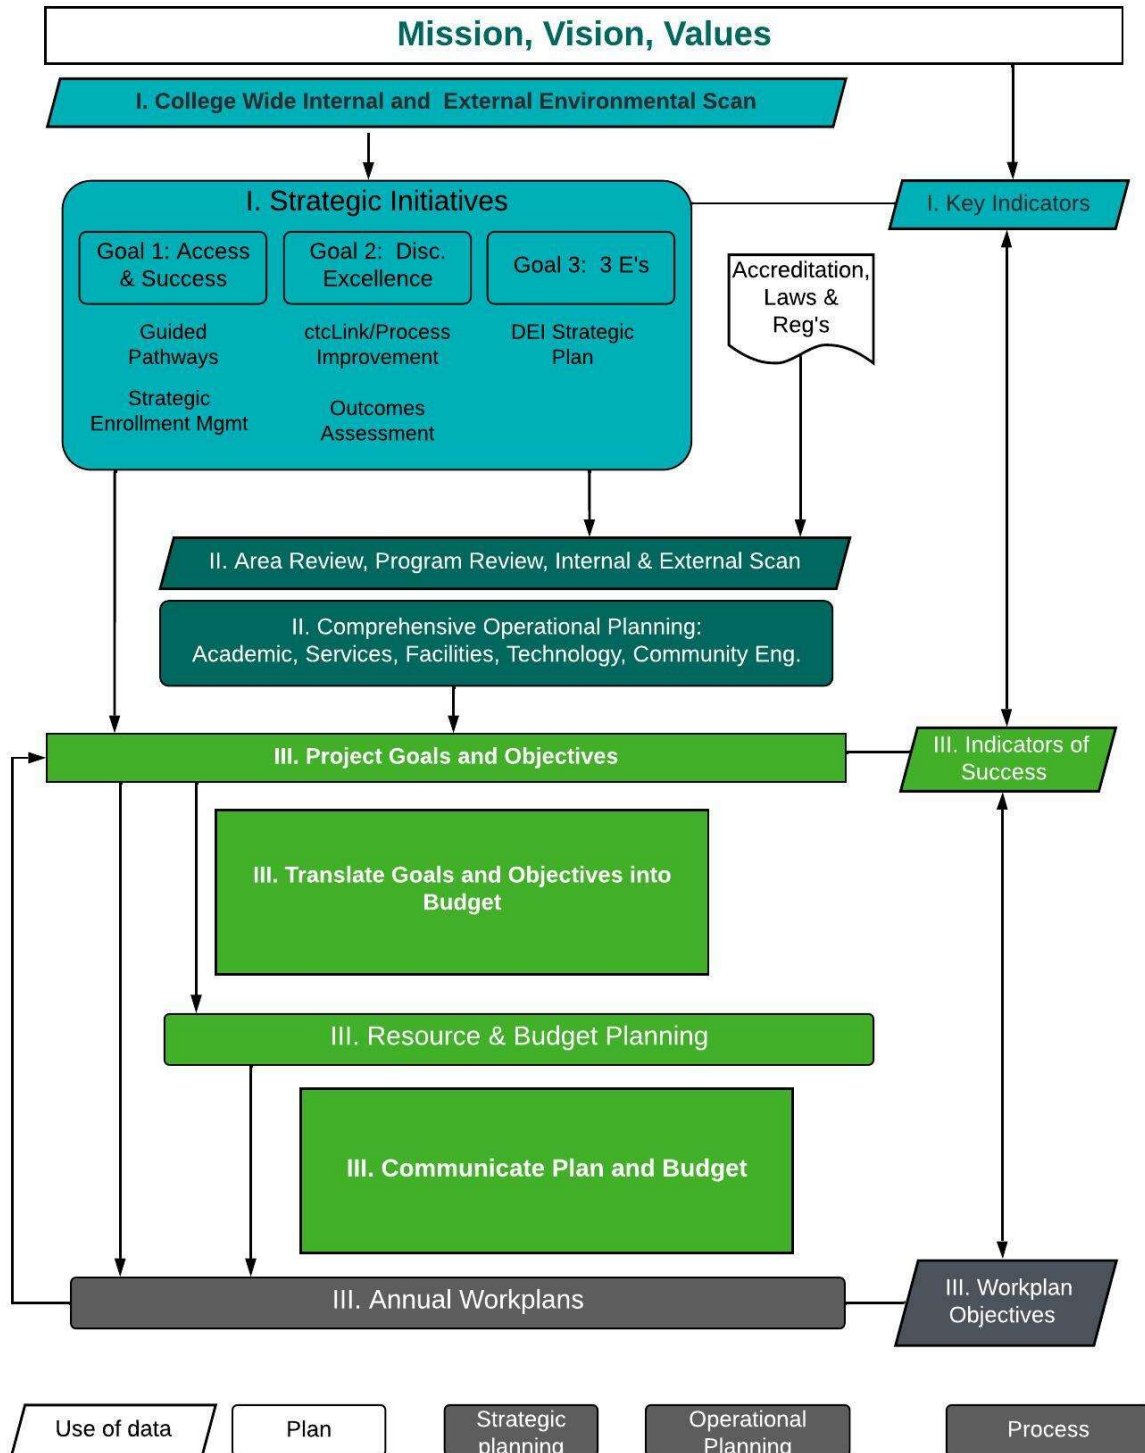 Mission, Vision, Values
I. College Wide Internal and External Environmental Scan
I. Strategic Initiatives
I. Key Indicators
Goal 1: Access
& Success
Goal 2: Disc.
Excellence
Goal 3: 3 E's
Accreditation,
Laws &
Reg's
Guided
Pathways
ctcLink/Process
Improvement
DEI Strategic
Plan
Strategic
Enrollment Mgmt
Outcomes
Assessment
II. Area Review, Program Review, Internal & External Scan
II. Comprehensive Operational Planning:
Academic, Services, Facilities, Technology, Community Eng.
III. Project Goals and Objectives
III. Indicators of
Success
III. Translate Goals and Objectives into
Budget
III. Resource & Budget Planning
III. Communicate Plan and Budget
III. Annual Workplans
III. Workplan
Objectives
Use of data
Plan
Strategic
planning
Operational
Planning
Process